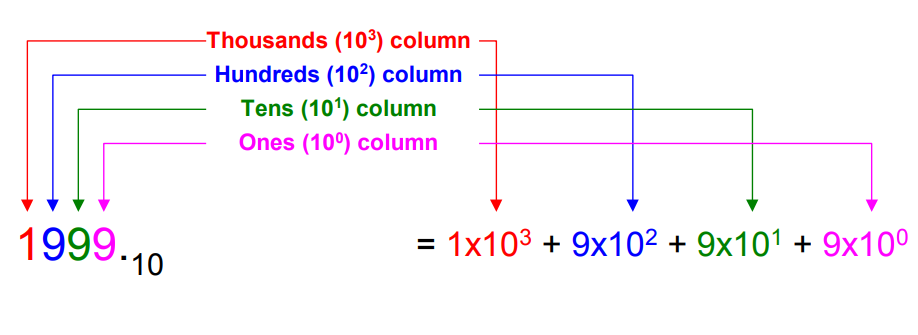 Thousands (10³) column
Hundreds (10²) column
Tens (10¹) column
Ones (10⁰) column
1999.₁₀ = 1x10³ + 9x10² + 9x10¹ + 9x10⁰